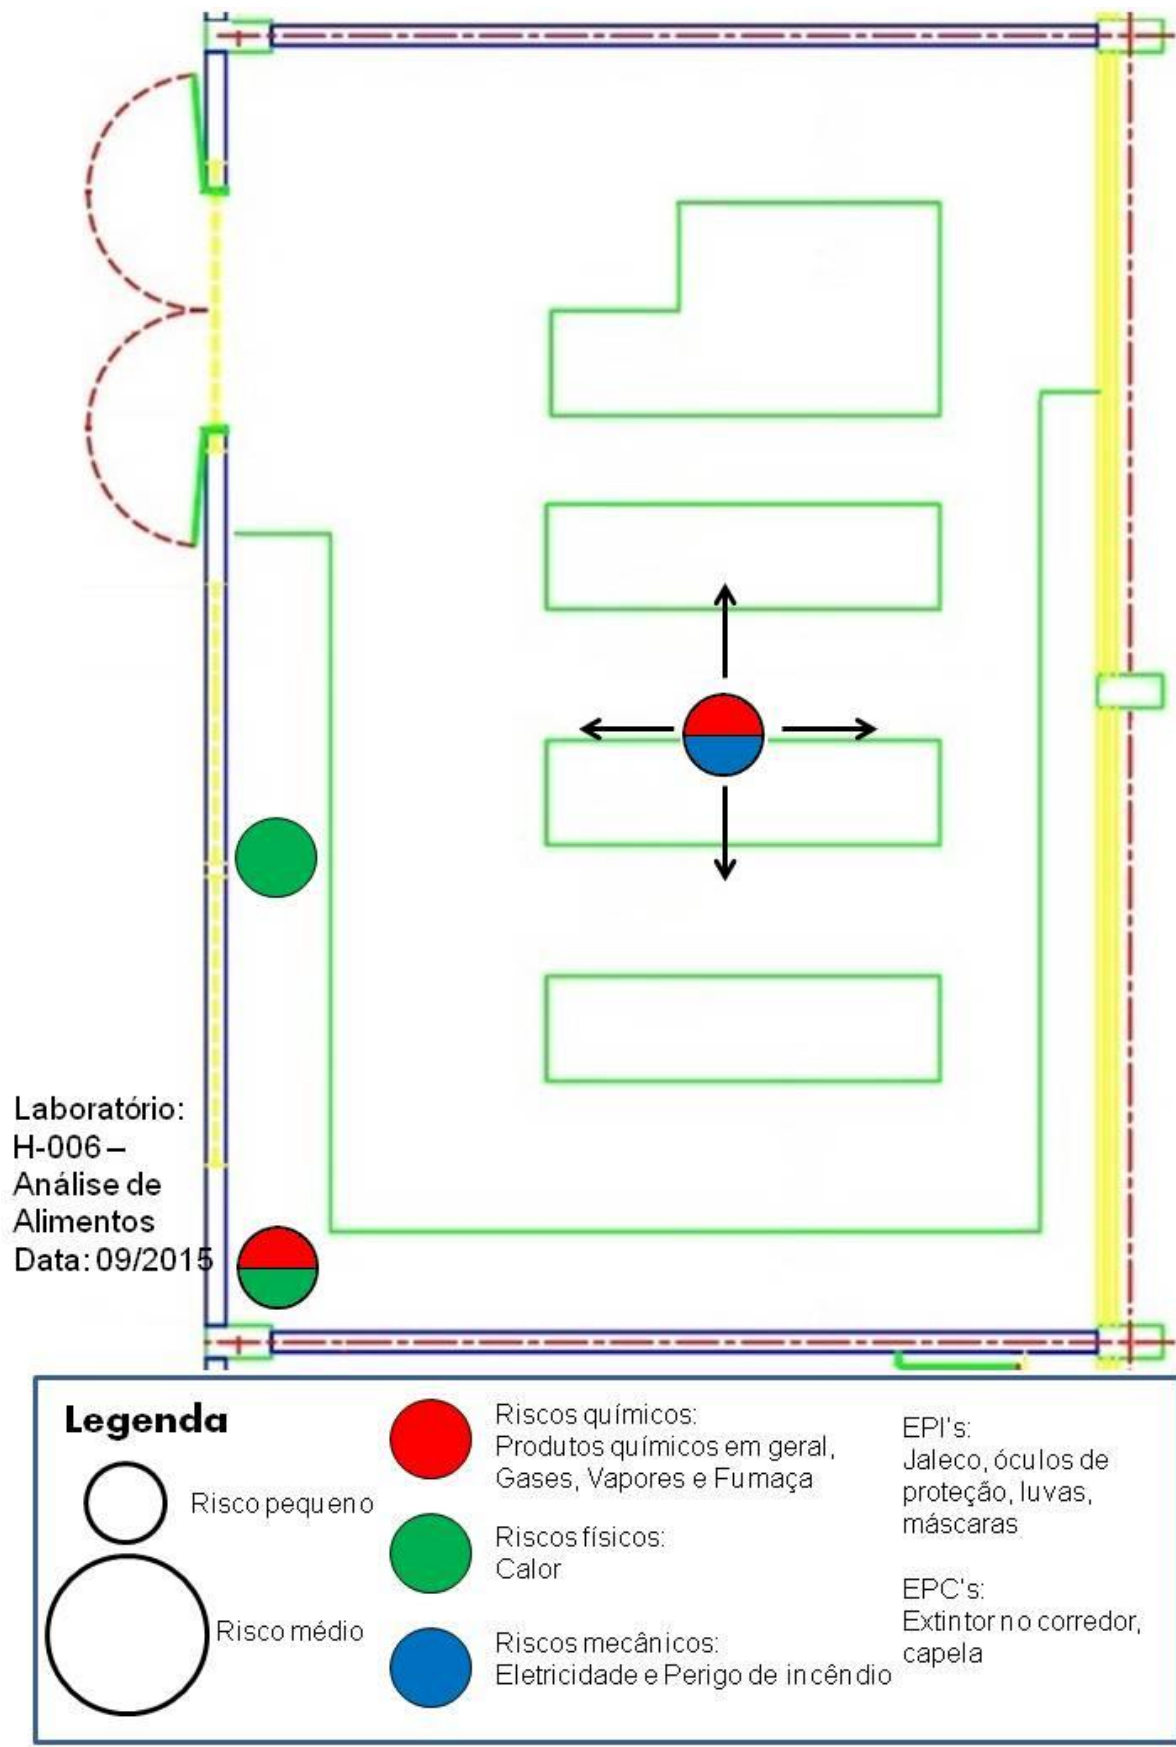 Laboratório:
H-006 –
Análise de
Alimentos
Data: 09/2015
Legenda
Risco pequeno
Risco médio
Riscos químicos:
Produtos químicos em geral,
Gases, Vapores e Fumaça
Riscos físicos:
Calor
Riscos mecânicos:
Eletricidade e Perigo de incêndio
EPI's:
Jaleco, óculos de
proteção, luvas,
máscaras
EPC's:
Extintor no corredor,
capela